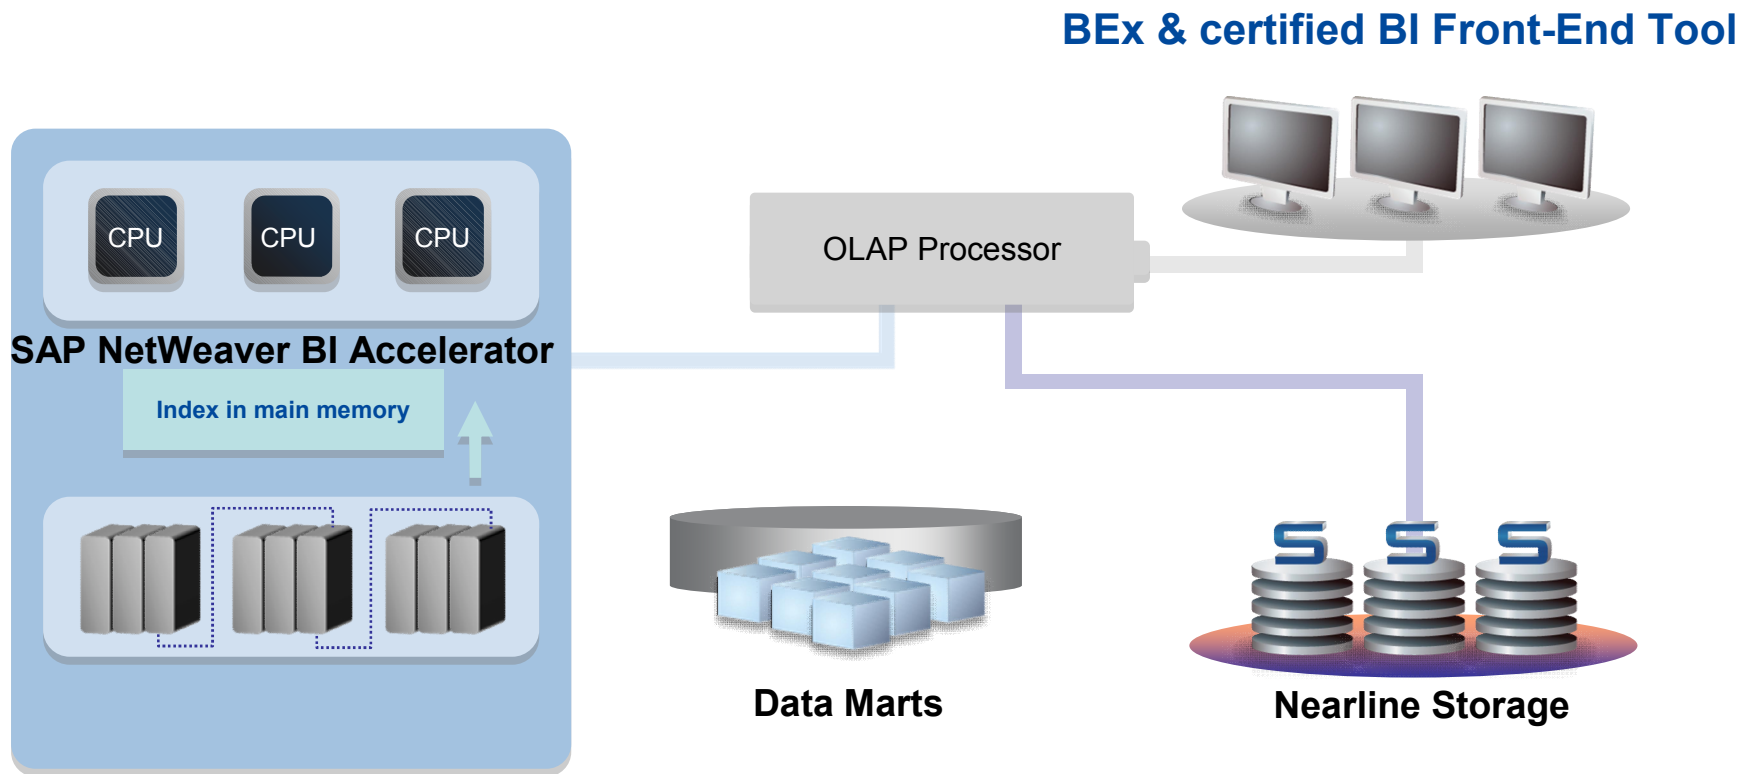 BEx & certified BI Front-End Tool
CPU
CPU
CPU
OLAP Processor
SAP NetWeaver BI Accelerator
Index in main memory
S
S
S
Data Marts
Nearline Storage